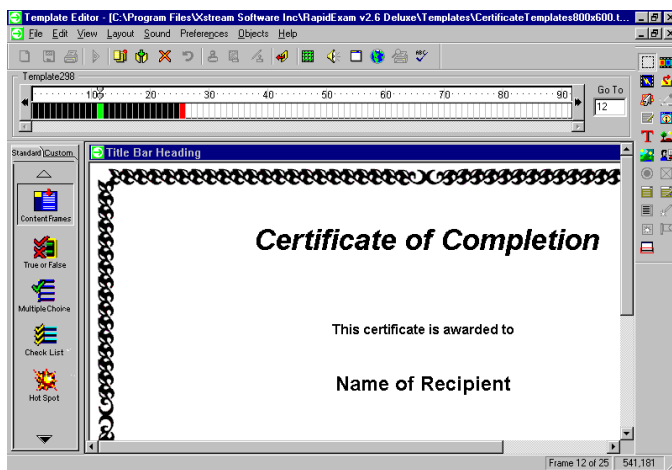 Template Editor - [C:\Program Files\Xstream Software Inc\RapidExam v2.6 Deluxe\Templates\CertificateTemplates800x600.t...
File Edit View Layout Sound Preferences Objects Help
Template298
10 20 30 40 50 60 70 80 90
Go To
12
Standard Custom
Title Bar Heading
Content Frames
True or False
Multiple Choice
Check List
Hot Spot
Certificate of Completion
This certificate is awarded to
Name of Recipient
Frame 12 of 25 541,181